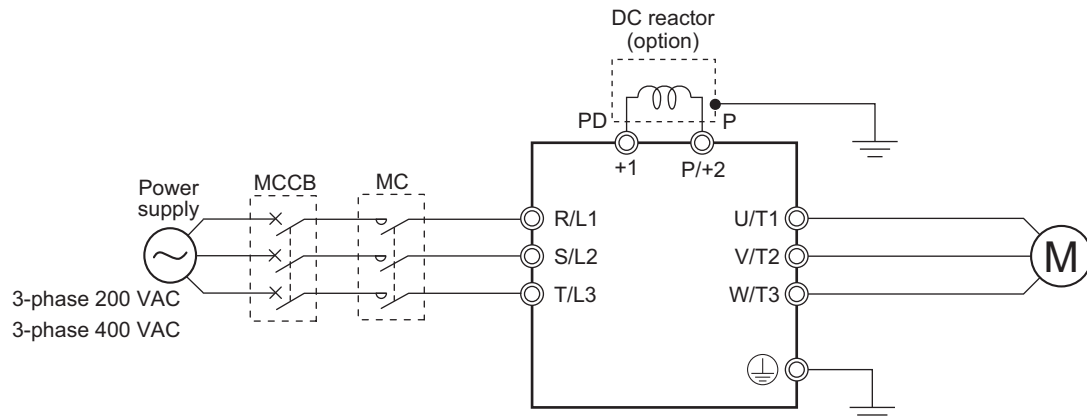 DC reactor
(option)
PD
P
+1
P/+2
Power
supply
MCCB
MC
R/L1
U/T1
S/L2
V/T2
M
T/L3
W/T3
3-phase 200 VAC
3-phase 400 VAC